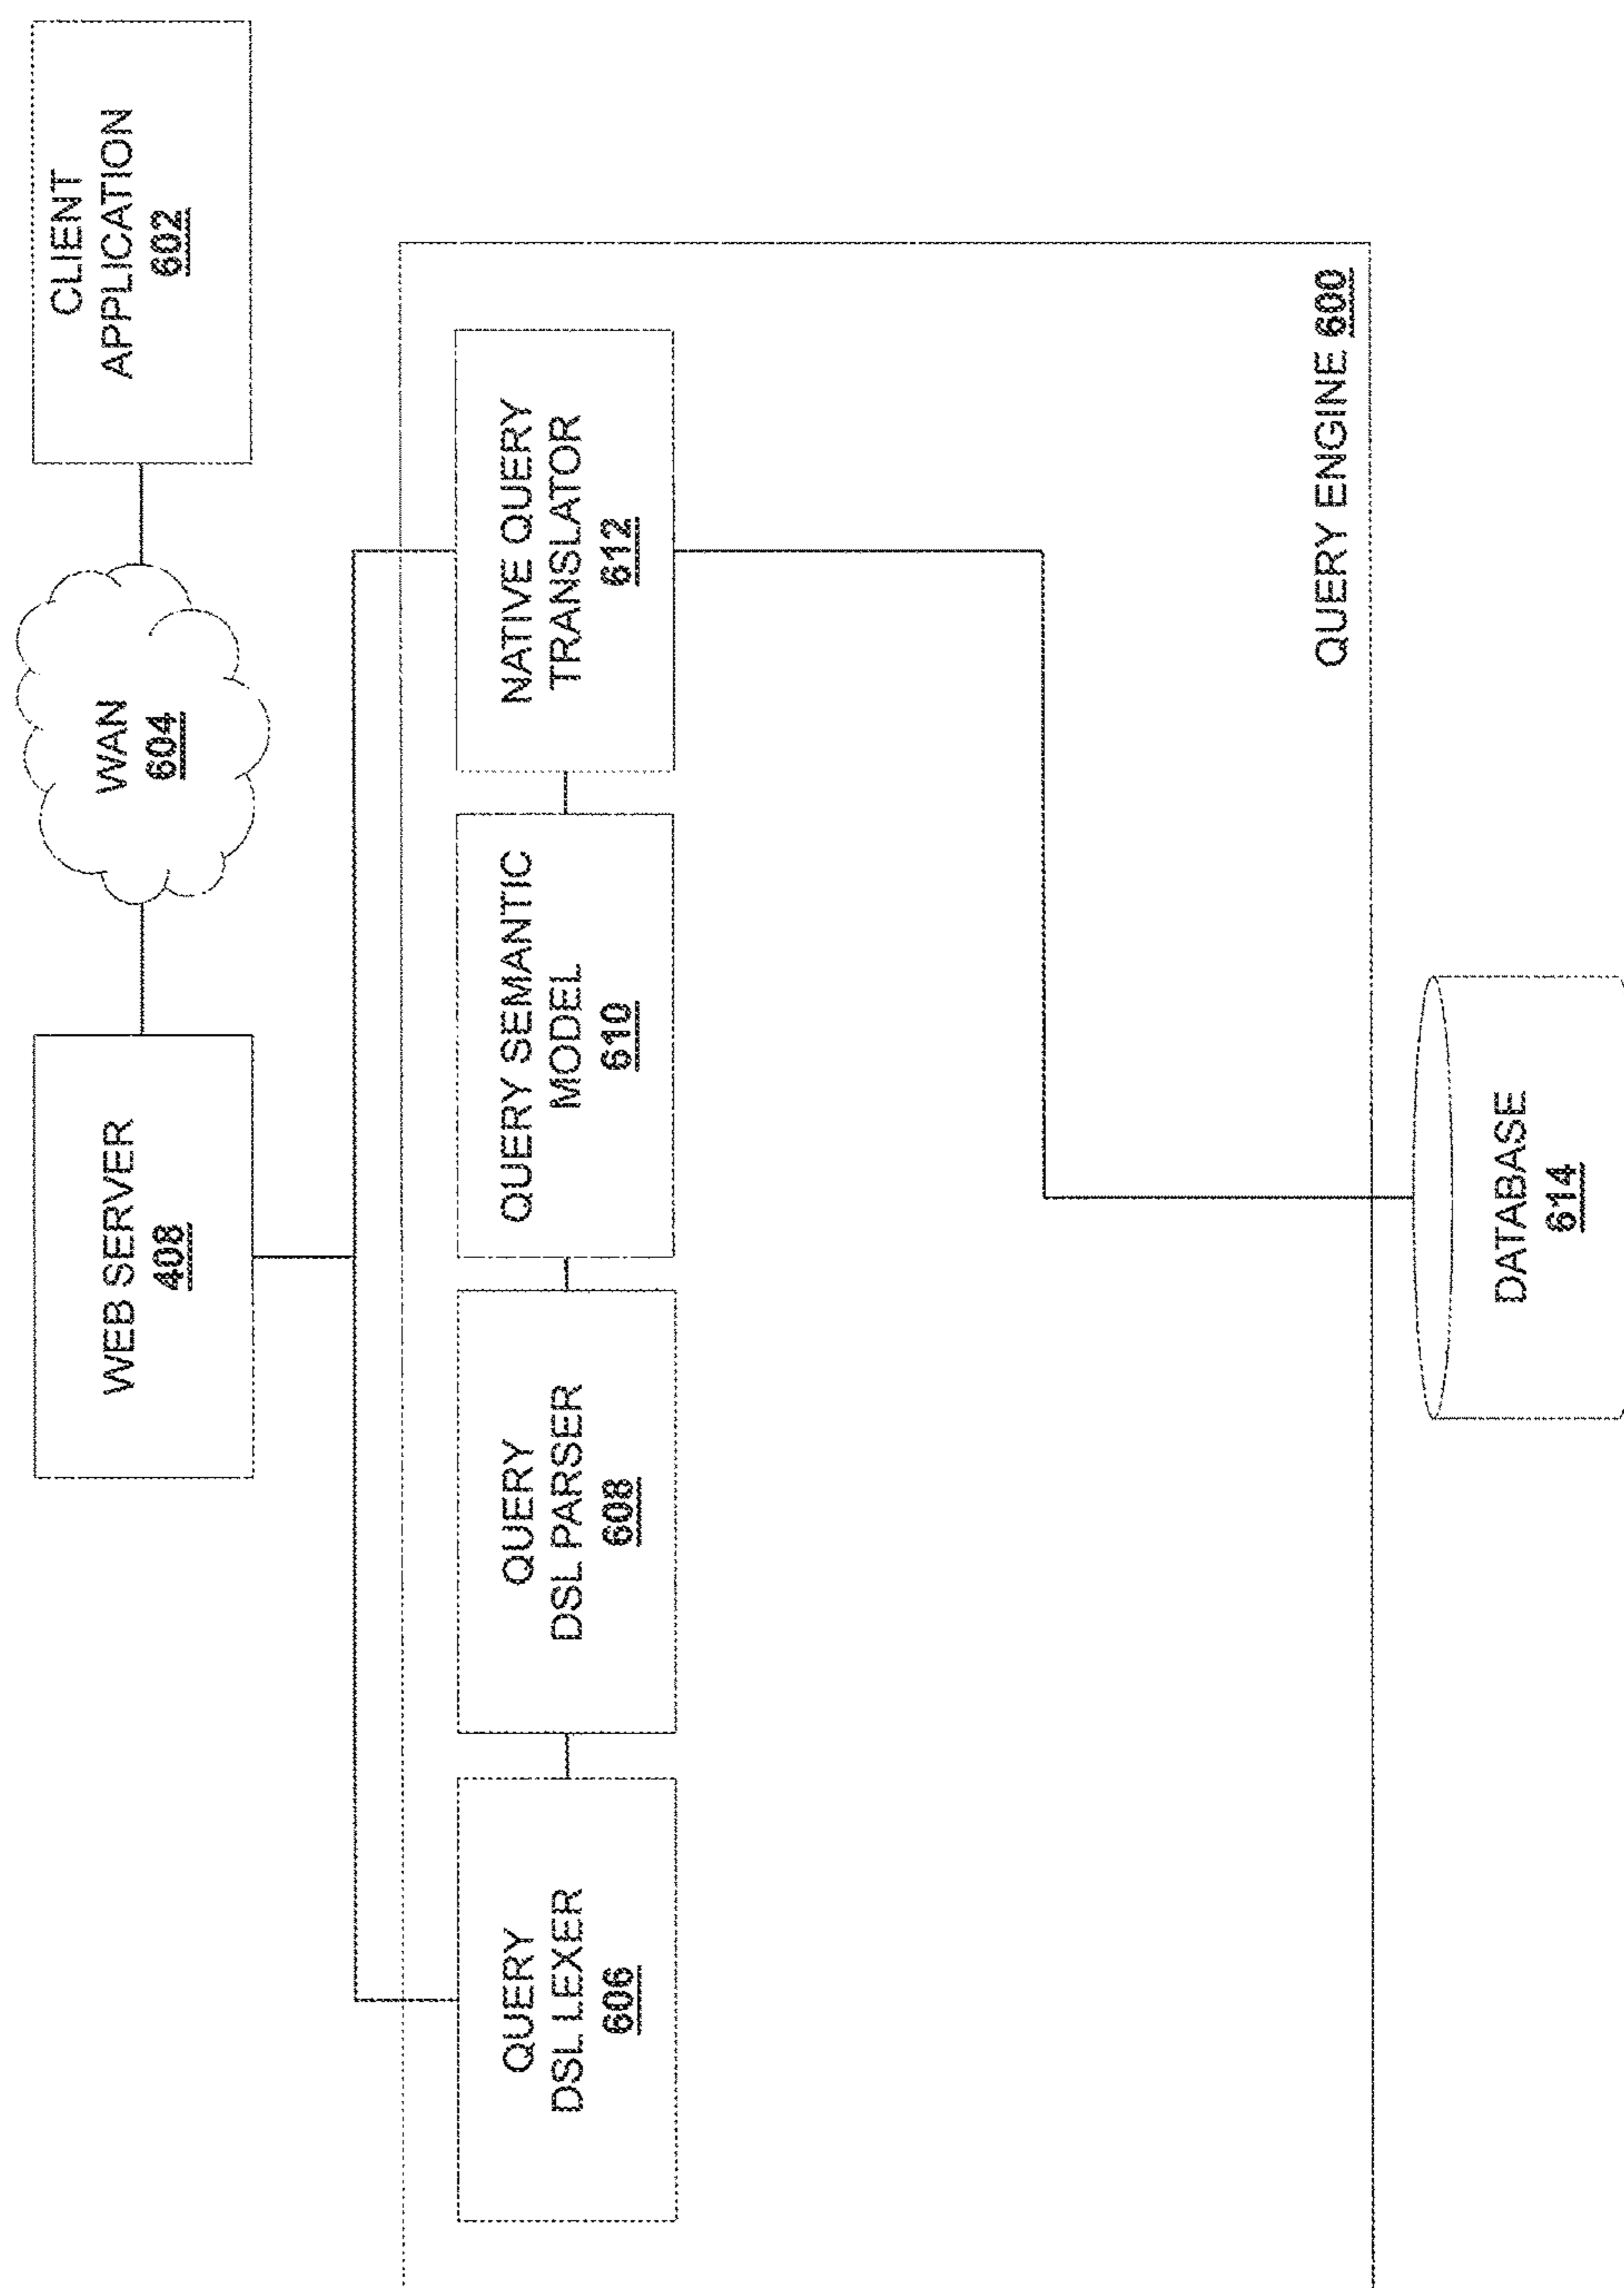 WEB SERVER
408
WAN
604
CLIENT
APPLICATION
602
QUERY
DSL LEXER
606
QUERY
DSL PARSER
608
QUERY SEMANTIC
MODEL
610
NATIVE QUERY
TRANSLATOR
612
QUERY ENGINE 600
DATABASE
614